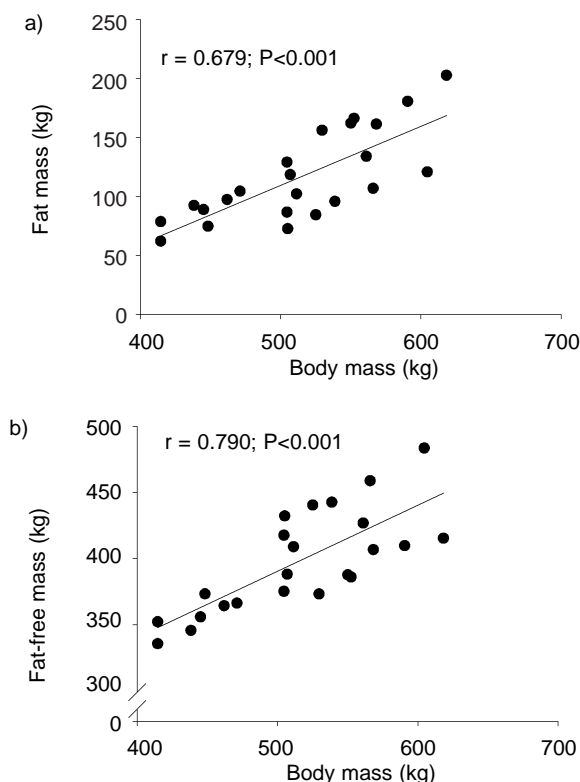 a)
r = 0.679; P<0.001
Fat mass (kg)
250
200
150
100
50
0
400 500 600 700
Body mass (kg)
b)
r = 0.790; P<0.001
Fat-free mass (kg)
500
450
400
350
300
0
400 500 600 700
Body mass (kg)